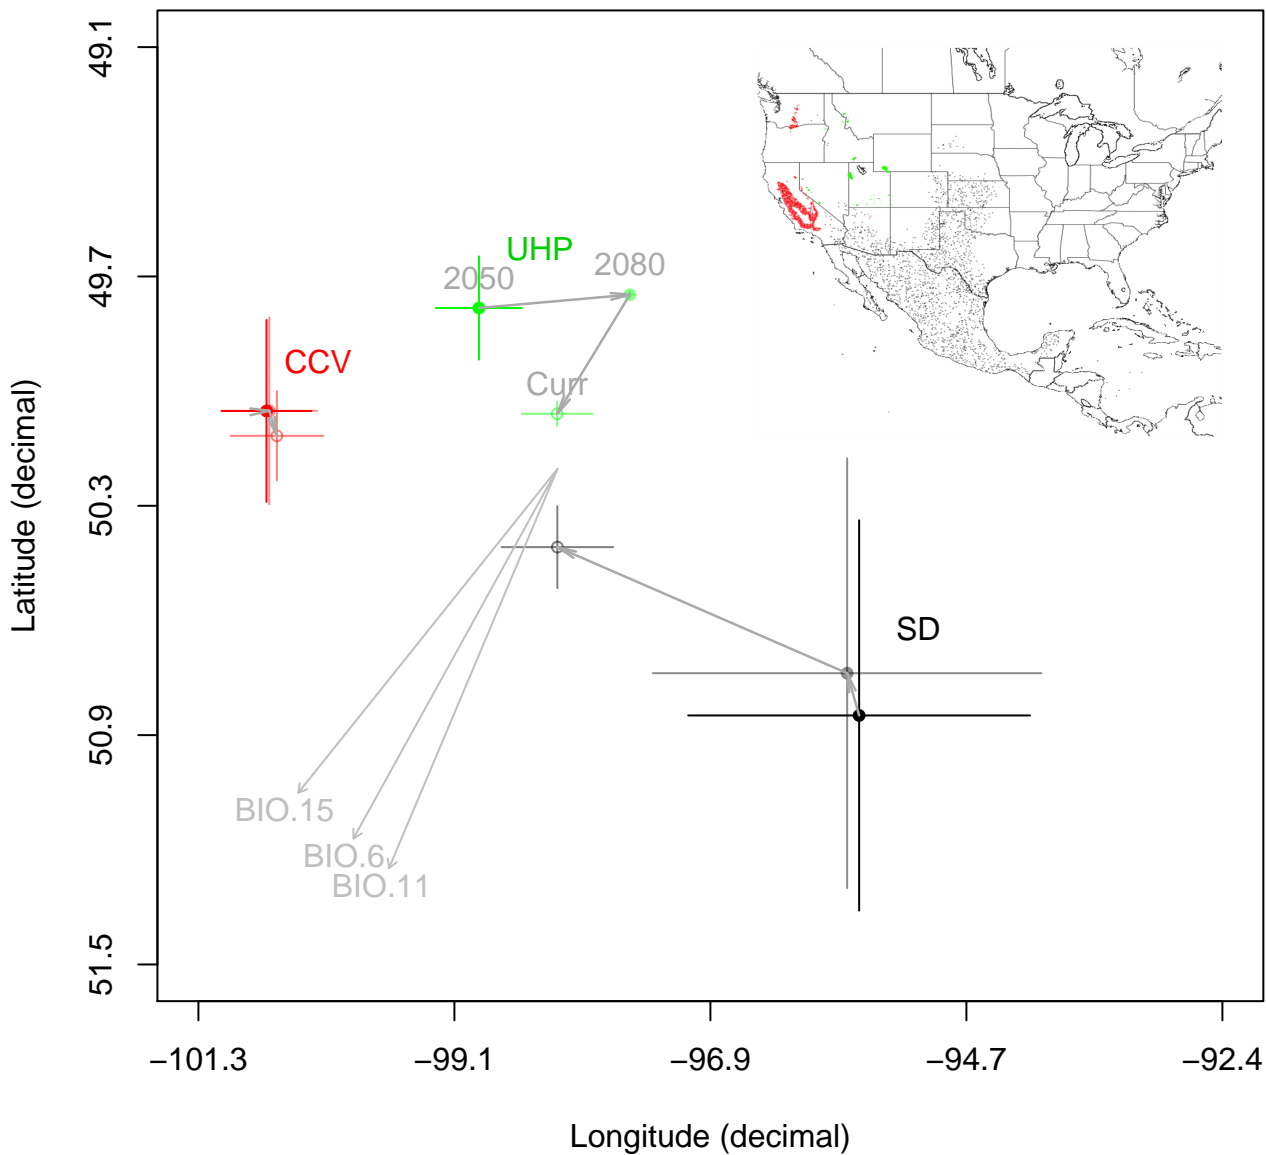 49.1
49.7
50.3
50.9
51.5
Latitude (decimal)
UHP
2050
2080
CCV
Curr
SD
BIO.15
BIO.6
BIO.11
−101.3
−99.1
−96.9
−94.7
−92.4
Longitude (decimal)